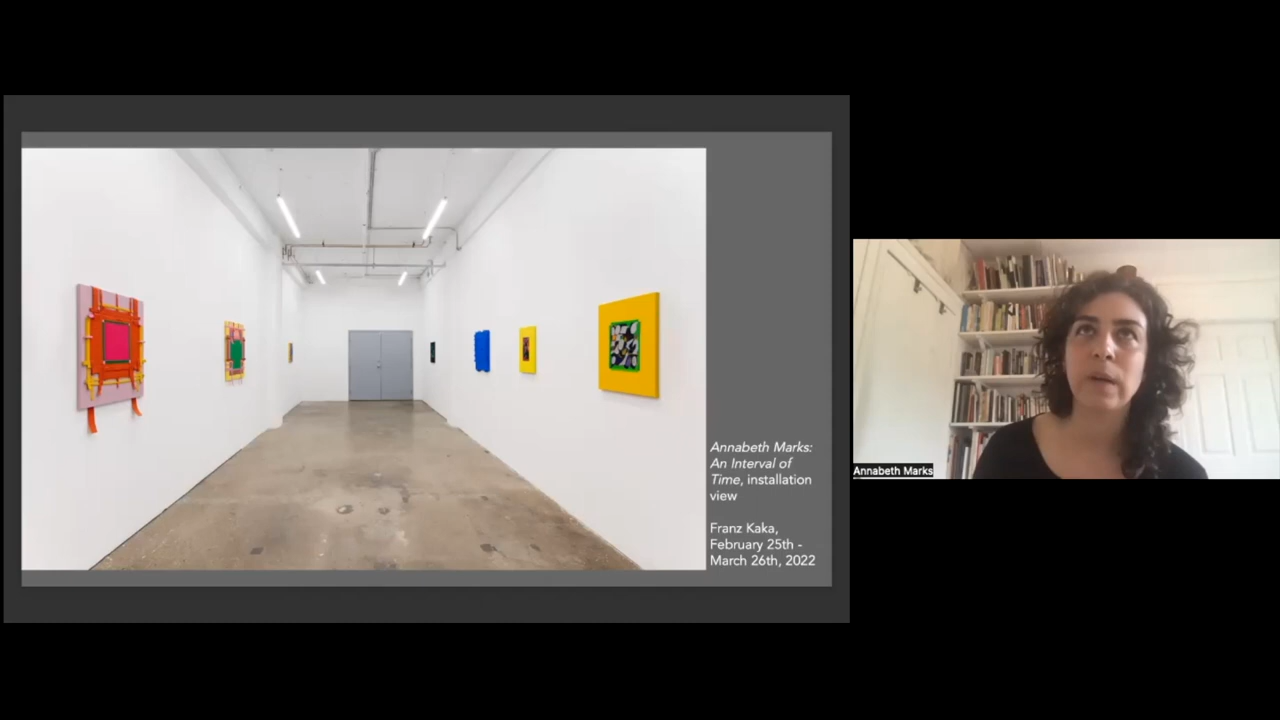 Annabeth Marks:
An Interval of
Time, installation
view
Franz Kaka,
February 25th -
March 26th, 2022
Annabeth Marks